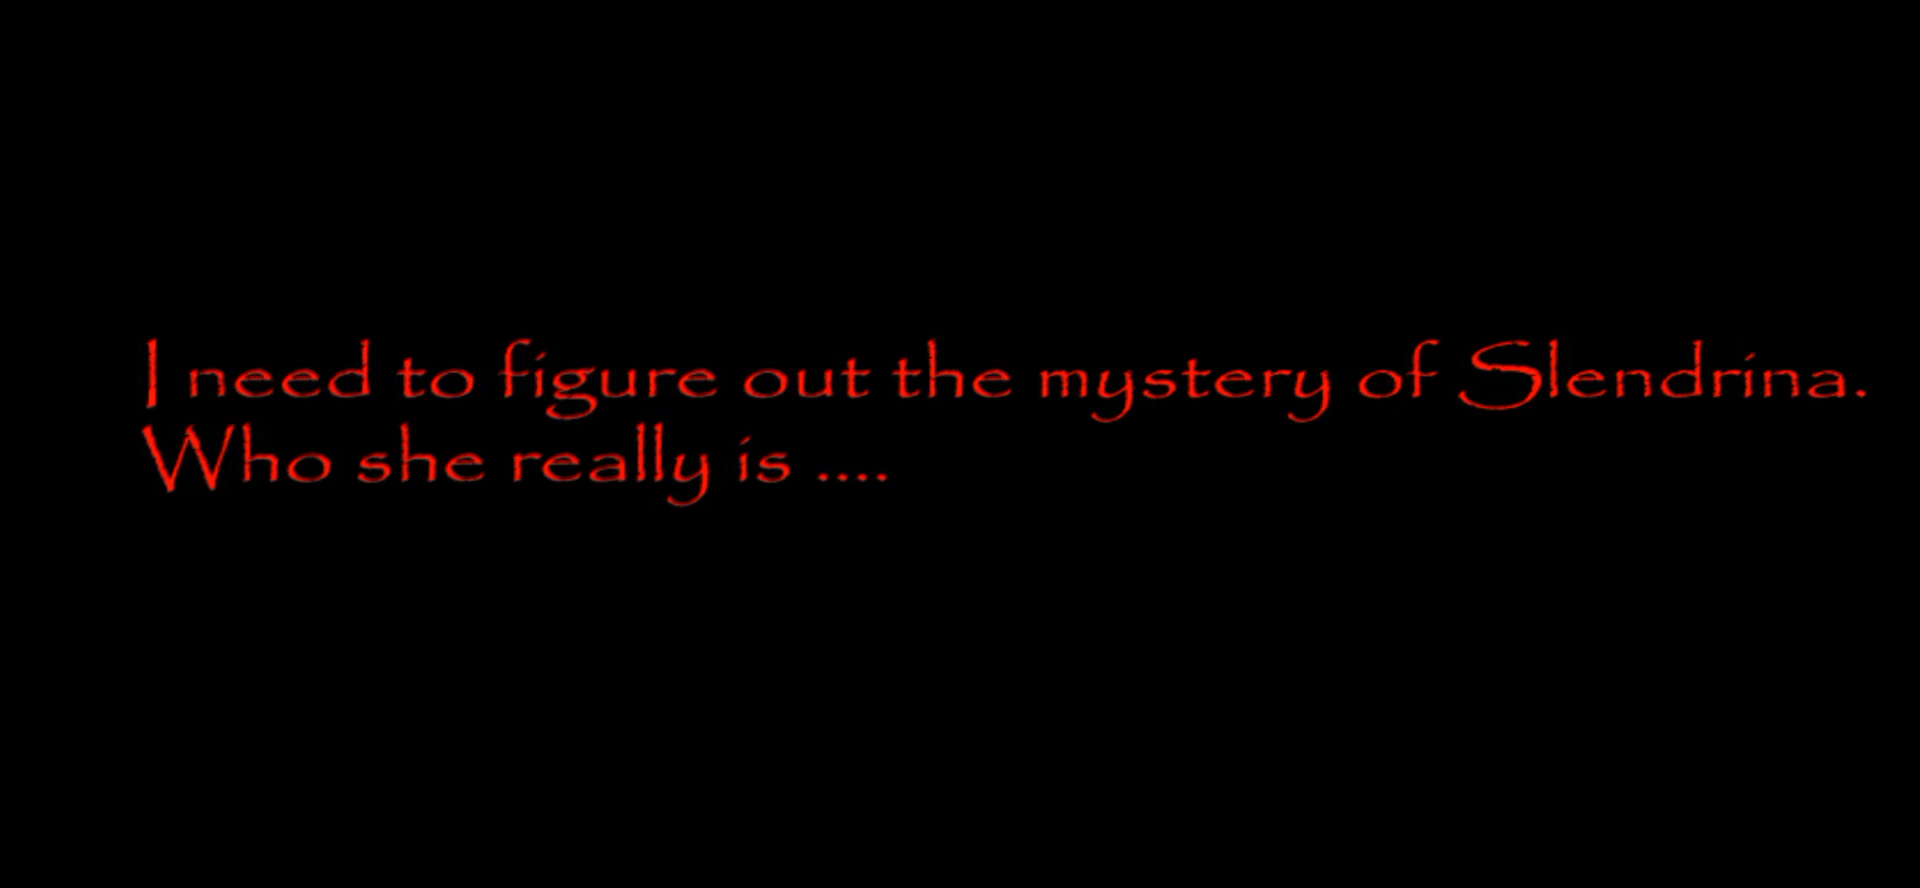 I need to figure out the mystery of Slendrina.
Who she really is ....